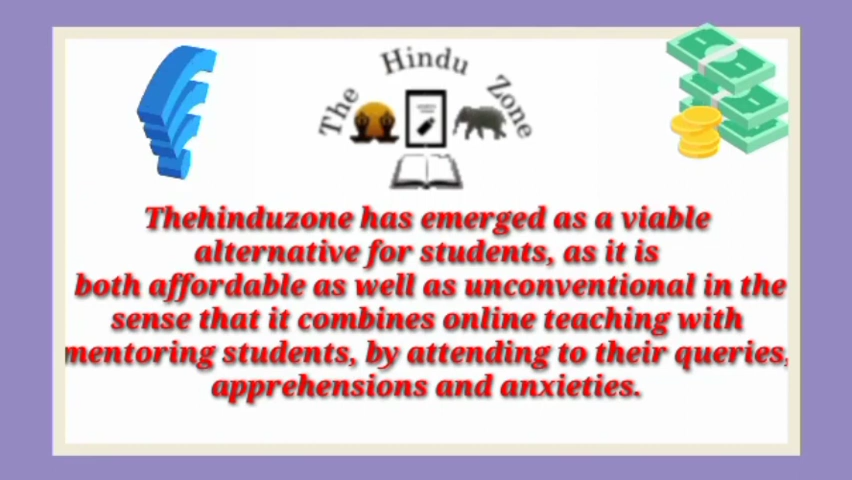 The Hindu Zone
Thehinduzone has emerged as a viable
alternative for students, as it is
both affordable as well as unconventional in the
sense that it combines online teaching with
mentoring students, by attending to their queries,
apprehensions and anxieties.